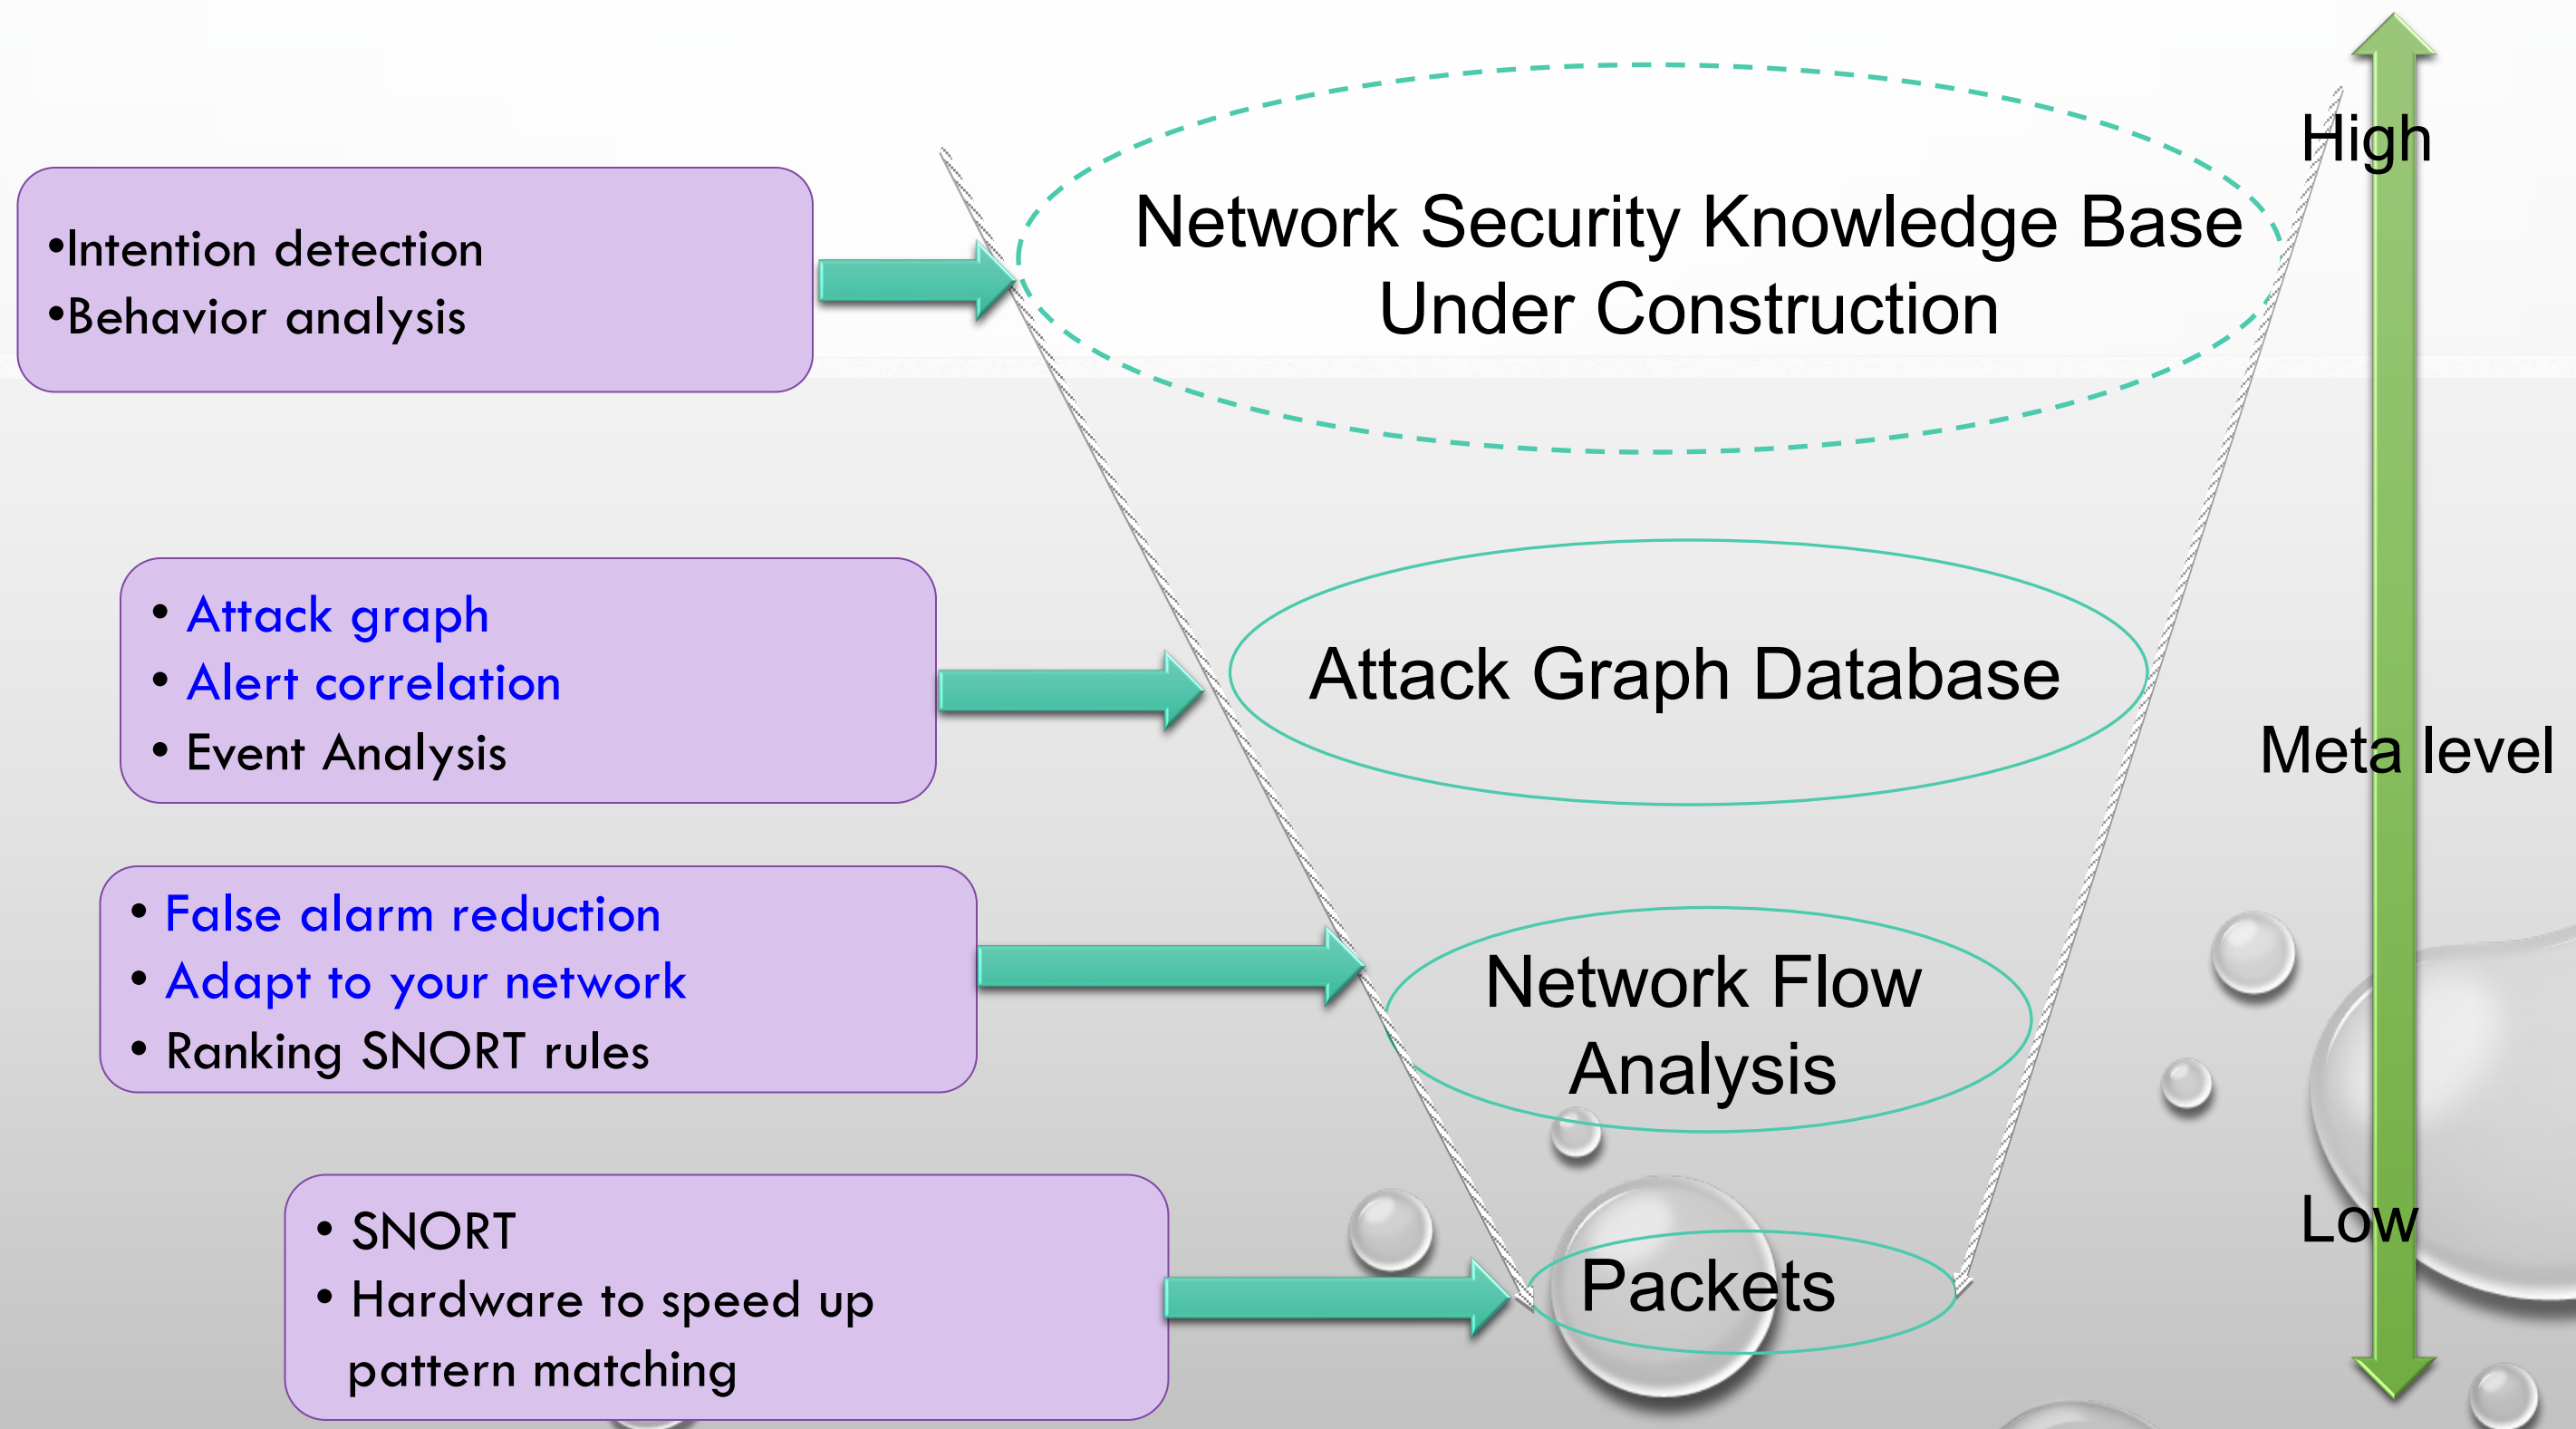 •Intention detection
•Behavior analysis
Network Security Knowledge Base
Under Construction
High
• Attack graph
• Alert correlation
• Event Analysis
Attack Graph Database
Meta level
• False alarm reduction
• Adapt to your network
• Ranking SNORT rules
Network Flow
Analysis
• SNORT
• Hardware to speed up
pattern matching
Packets
Low